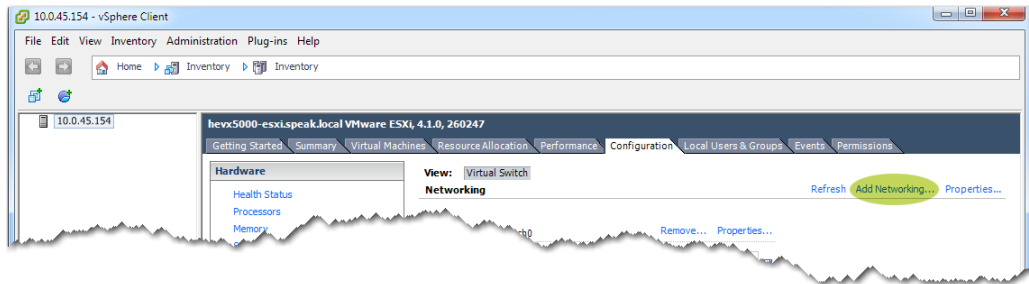 10.0.45.154 - vSphere Client
File Edit View Inventory Administration Plug-ins Help
Home Inventory Inventory
10.0.45.154
hevx5000-esxi.speak.local VMware ESXi, 4.1.0, 260247
Getting Started Summary Virtual Machines Resource Allocation Performance Configuration Local Users & Groups Events Permissions
Hardware
View: Virtual Switch
Networking Refresh Add Networking... Properties...
Health Status
Processors
Memory
Remove... Properties...